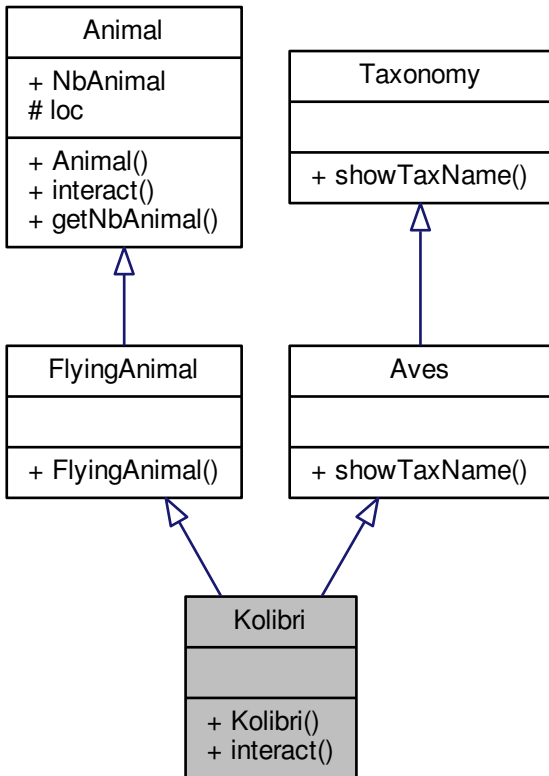 Animal
+ NbAnimal
# loc
+ Animal()
+ interact()
+ getNbAnimal()
Taxonomy
+ showTaxName()
FlyingAnimal
+ FlyingAnimal()
Aves
+ showTaxName()
Kolibri
+ Kolibri()
+ interact()